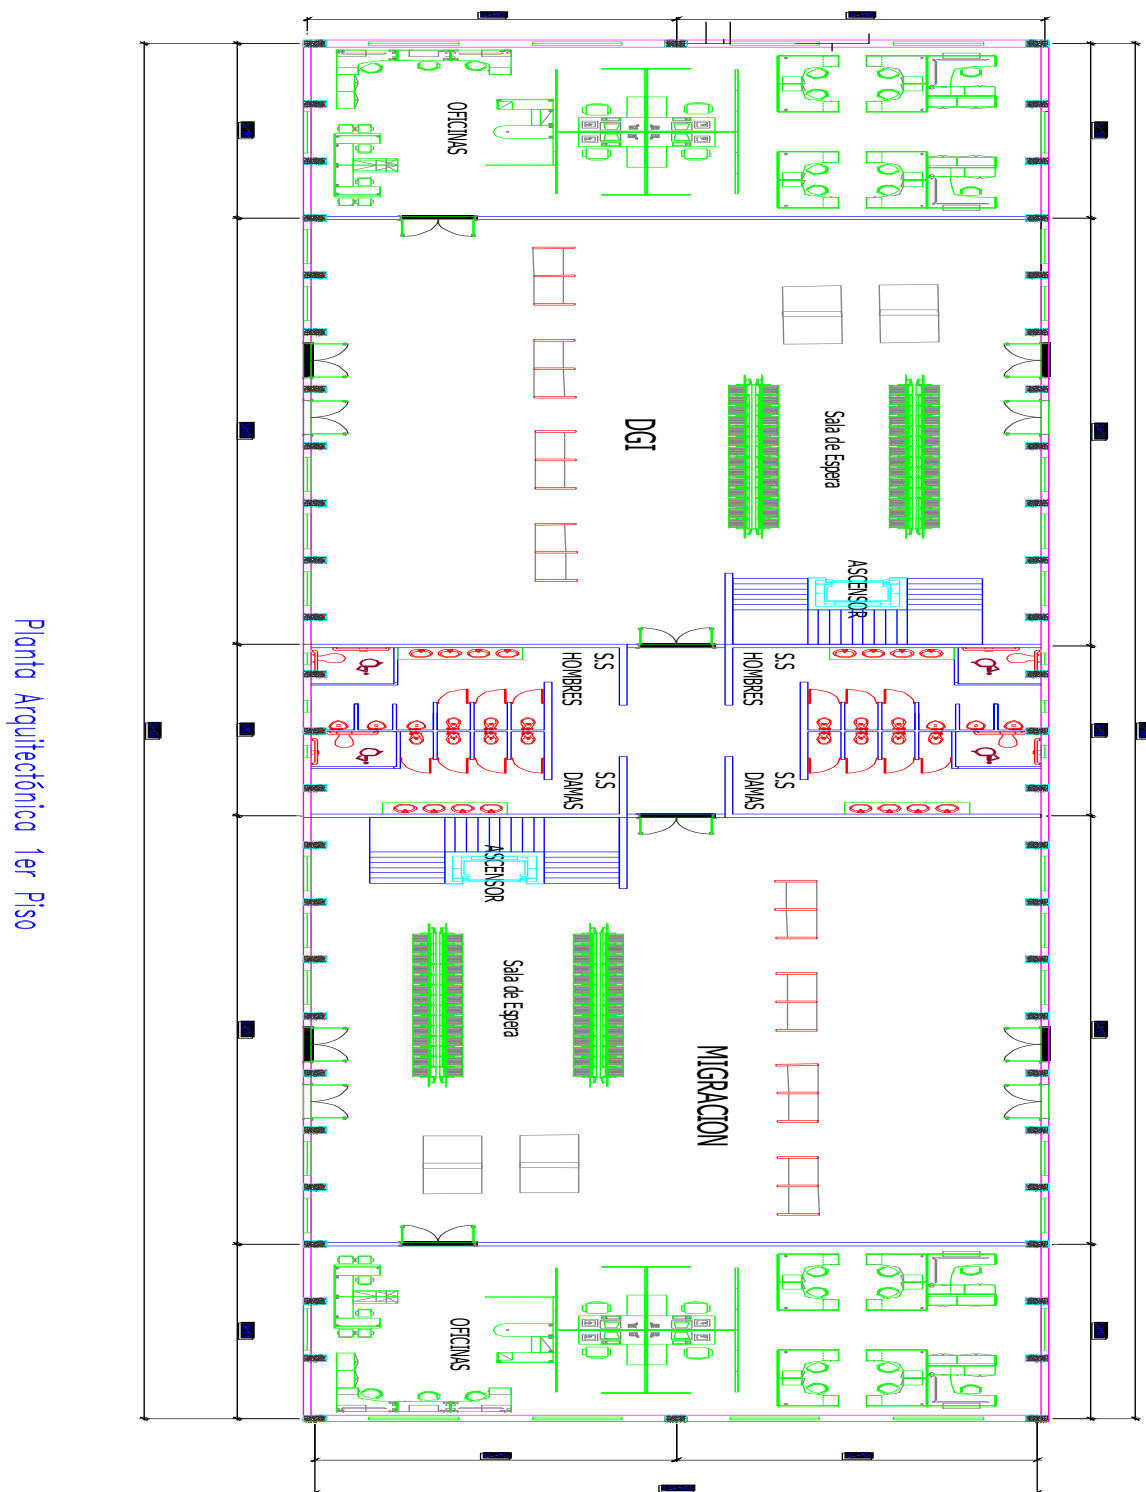 OFICINAS
DGI
Sala de Espera
ASCENSOR
S.S
HOMBRES
S.S
HOMBRES
S.S
DAMAS
S.S
DAMAS
ASCENSOR
Sala de Espera
MIGRACION
OFICINAS
Planta Arquitectónica 1er Piso